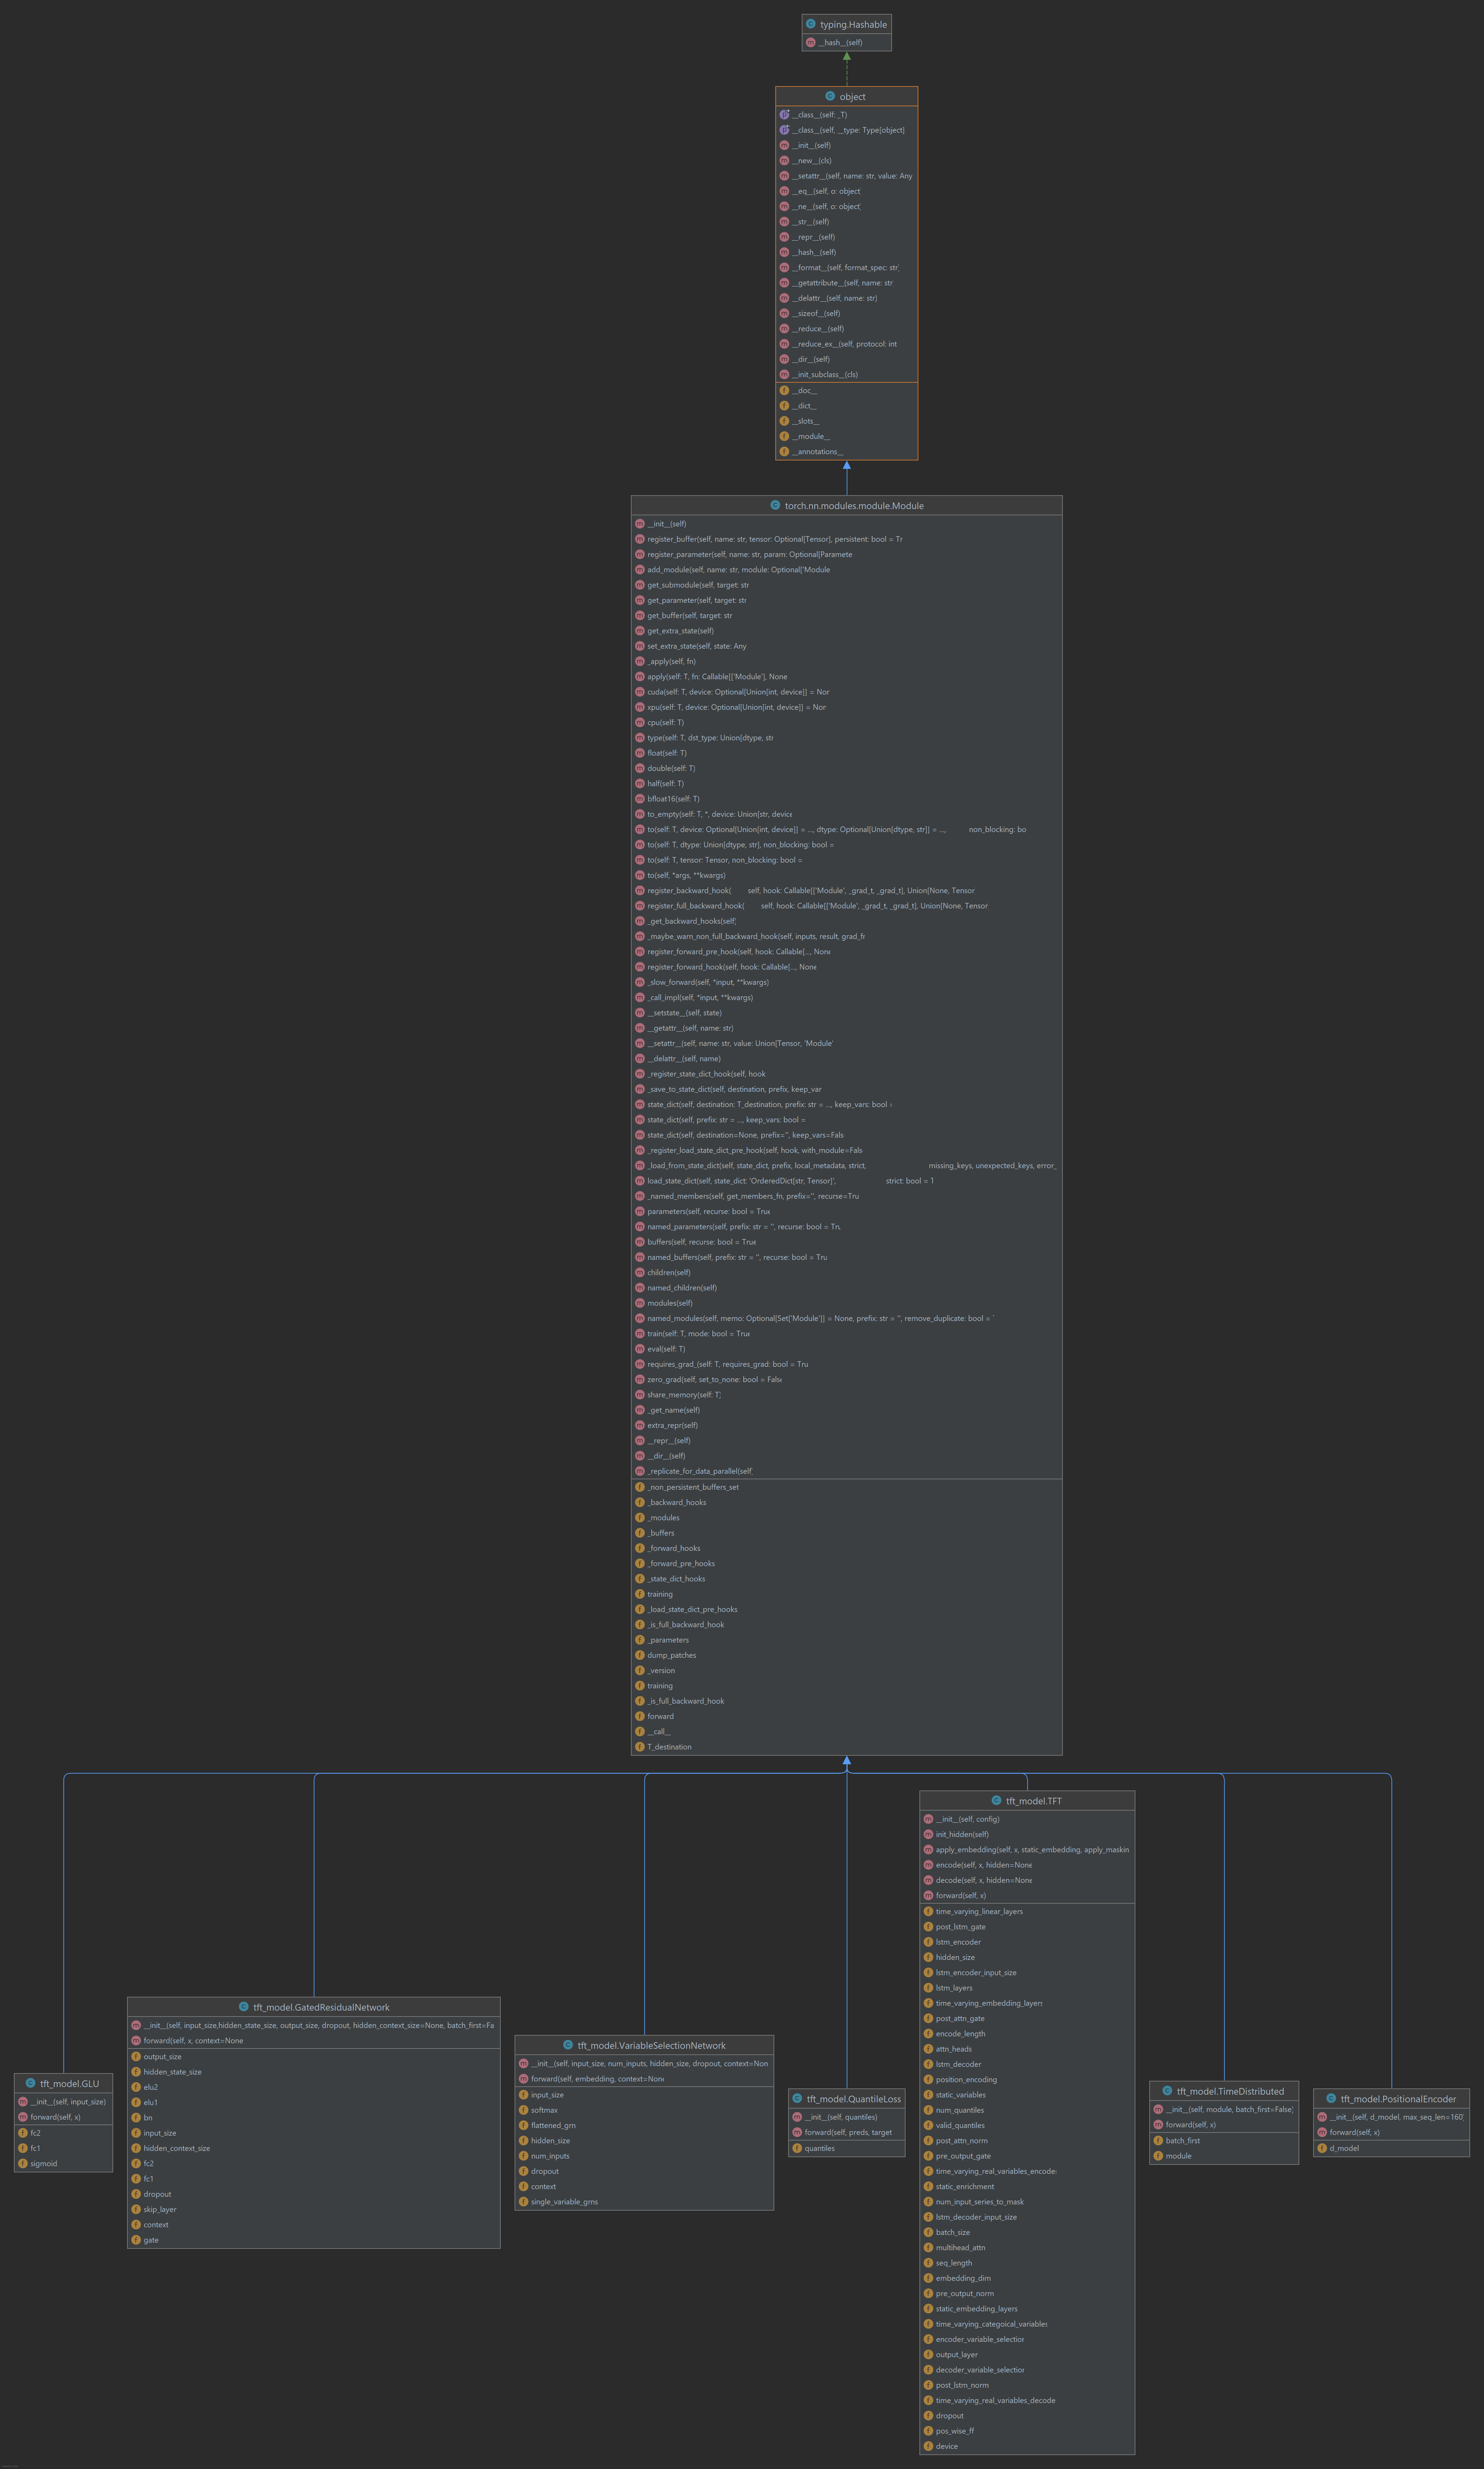 typing.Hashable
__hash__(self)
object
__class__(self: _T)
__class__(self, __type: Type[object]
__init__(self)
__new__(cls)
__setattr__(self, name: str, value: Any
__eq__(self, o: object)
__ne__(self, o: object)
__str__(self)
__repr__(self)
__hash__(self)
__format__(self, format_spec: str)
__getattribute__(self, name: str
__delattr__(self, name: str)
__sizeof__(self)
__reduce__(self)
__reduce_ex__(self, protocol: int
__dir__(self)
__init_subclass__(cls)
__doc__
__dict__
__slots__
__module__
__annotations__
torch.nn.modules.module.Module
__init__(self)
register_buffer(self, name: str, tensor: Optional[Tensor], persistent: bool = Tr
register_parameter(self, name: str, param: Optional[Paramete
add_module(self, name: str, module: Optional['Module
get_submodule(self, target: str
get_parameter(self, target: str
get_buffer(self, target: str
get_extra_state(self)
set_extra_state(self, state: Any
_apply(self, fn)
apply(self: T, fn: Callable[['Module'], None
cuda(self: T, device: Optional[Union[int, device]] = Nor
xpu(self: T, device: Optional[Union[int, device]] = Nor
cpu(self: T)
type(self: T, dst_type: Union[dtype, str
float(self: T)
double(self: T)
half(self: T)
bfloat16(self: T)
to_empty(self: T, *, device: Union[str, device
to(self: T, device: Optional[Union[int, device]] = ..., dtype: Optional[Union[dtype, str]] = ..., non_blocking: bo
to(self: T, dtype: Union[dtype, str], non_blocking: bool =
to(self: T, tensor: Tensor, non_blocking: bool =
to(self, *args, **kwargs)
register_backward_hook( self, hook: Callable[['Module', _grad_t, _grad_t], Union[None, Tensor
register_full_backward_hook( self, hook: Callable[['Module', _grad_t, _grad_t], Union[None, Tensor
_get_backward_hooks(self)
_maybe_warn_non_full_backward_hook(self, inputs, result, grad_fr
register_forward_pre_hook(self, hook: Callable[..., None
register_forward_hook(self, hook: Callable[..., None
_slow_forward(self, *input, **kwargs)
_call_impl(self, *input, **kwargs)
__setstate__(self, state)
__getattr__(self, name: str)
__setattr__(self, name: str, value: Union[Tensor, 'Module'
__delattr__(self, name)
_register_state_dict_hook(self, hook
_save_to_state_dict(self, destination, prefix, keep_var
state_dict(self, destination: T_destination, prefix: str = ..., keep_vars: bool =
state_dict(self, prefix: str = ..., keep_vars: bool =
state_dict(self, destination=None, prefix='', keep_vars=Fals
_register_load_state_dict_pre_hook(self, hook, with_module=Fals
_load_from_state_dict(self, state_dict, prefix, local_metadata, strict, missing_keys, unexpected_keys, error_
load_state_dict(self, state_dict: 'OrderedDict[str, Tensor]', strict: bool = 1
_named_members(self, get_members_fn, prefix='', recurse=Tru
parameters(self, recurse: bool = True
named_parameters(self, prefix: str = '', recurse: bool = Tru
buffers(self, recurse: bool = True
named_buffers(self, prefix: str = '', recurse: bool = Tru
children(self)
named_children(self)
modules(self)
named_modules(self, memo: Optional[Set['Module']] = None, prefix: str = '', remove_duplicate: bool =
train(self: T, mode: bool = True
eval(self: T)
requires_grad_(self: T, requires_grad: bool = Tru
zero_grad(self, set_to_none: bool = False
share_memory(self: T)
_get_name(self)
extra_repr(self)
__repr__(self)
__dir__(self)
_replicate_for_data_parallel(self)
_non_persistent_buffers_set
_backward_hooks
_modules
_buffers
_forward_hooks
_forward_pre_hooks
_state_dict_hooks
training
_load_state_dict_pre_hooks
_is_full_backward_hook
_parameters
dump_patches
_version
training
_is_full_backward_hook
forward
__call__
T_destination
tft_model.GLU
__init__(self, input_size)
forward(self, x)
fc2
fc1
sigmoid
tft_model.GatedResidualNetwork
__init__(self, input_size,hidden_state_size, output_size, dropout, hidden_context_size=None, batch_first=Fa
forward(self, x, context=None
output_size
hidden_state_size
elu2
elu1
bn
input_size
hidden_context_size
fc2
fc1
dropout
skip_layer
context
gate
tft_model.VariableSelectionNetwork
__init__(self, input_size, num_inputs, hidden_size, dropout, context=Non
forward(self, embedding, context=None
input_size
softmax
flattened_grn
hidden_size
num_inputs
dropout
context
single_variable_grns
tft_model.QuantileLoss
__init__(self, quantiles)
forward(self, preds, target
quantiles
tft_model.TFT
__init__(self, config)
init_hidden(self)
apply_embedding(self, x, static_embedding, apply_maskin
encode(self, x, hidden=None
decode(self, x, hidden=None
forward(self, x)
time_varying_linear_layers
post_lstm_gate
lstm_encoder
hidden_size
lstm_encoder_input_size
lstm_layers
time_varying_embedding_layers
post_attn_gate
encode_length
attn_heads
lstm_decoder
position_encoding
static_variables
num_quantiles
valid_quantiles
post_attn_norm
pre_output_gate
time_varying_real_variables_encoder
static_enrichment
num_input_series_to_mask
lstm_decoder_input_size
batch_size
multihead_attn
seq_length
embedding_dim
pre_output_norm
static_embedding_layers
time_varying_categoical_variables
encoder_variable_selection
output_layer
decoder_variable_selection
post_lstm_norm
time_varying_real_variables_decode
dropout
pos_wise_ff
device
tft_model.TimeDistributed
__init__(self, module, batch_first=False)
forward(self, x)
batch_first
module
tft_model.PositionalEncoder
__init__(self, d_model, max_seq_len=160)
forward(self, x)
d_model